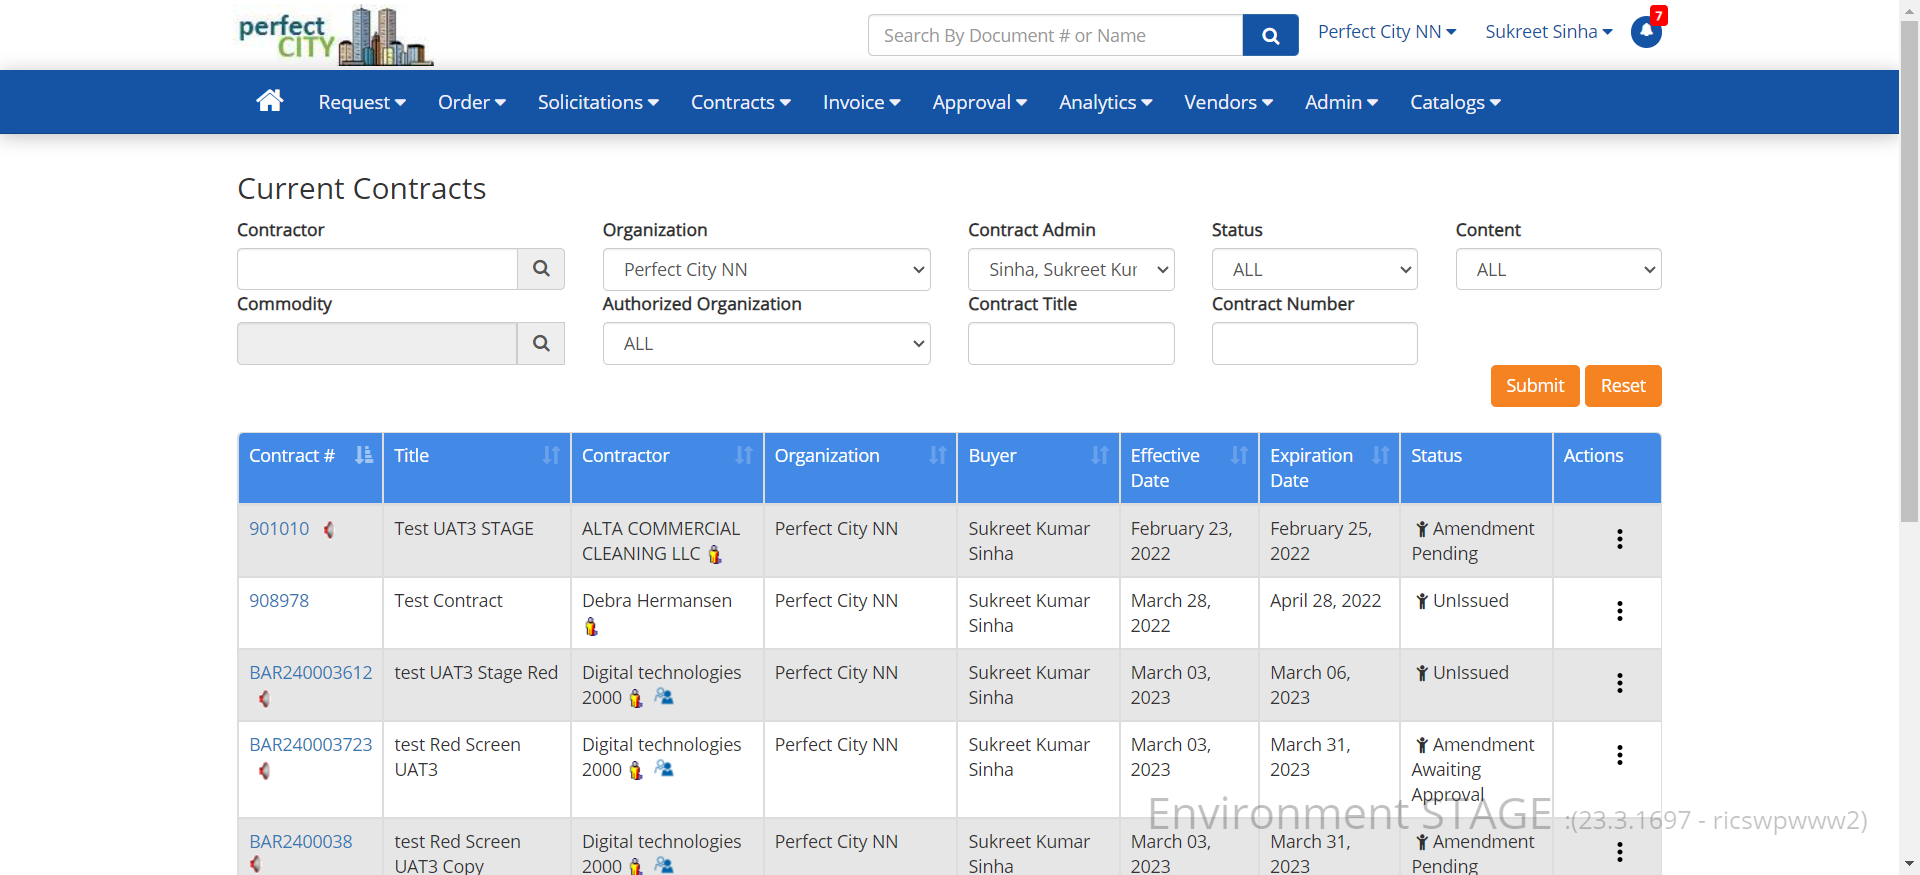 perfect
CITY
Search By Document # or Name
Perfect City NN
Sukreet Sinha
7
Request
Order
Solicitations
Contracts
Invoice
Approval
Analytics
Vendors
Admin
Catalogs
Current Contracts
Contractor
Organization
Contract Admin
Status
Content
Perfect City NN
Sinha, Sukreet Kur
ALL
ALL
Commodity
Authorized Organization
Contract Title
Contract Number
ALL
Submit
Reset
Contract #
Title
Contractor
Organization
Buyer
Effective
Date
Expiration
Date
Status
Actions
901010
Test UAT3 STAGE
ALTA COMMERCIAL
CLEANING LLC
Perfect City NN
Sukreet Kumar
Sinha
February 23,
2022
February 25,
2022
Amendment
Pending
908978
Test Contract
Debra Hermansen
Perfect City NN
Sukreet Kumar
Sinha
March 28,
2022
April 28, 2022
UnIssued
BAR240003612
test UAT3 Stage Red
Digital technologies
2000
Perfect City NN
Sukreet Kumar
Sinha
March 03,
2023
March 06,
2023
UnIssued
BAR240003723
test Red Screen
UAT3
Digital technologies
2000
Perfect City NN
Sukreet Kumar
Sinha
March 03,
2023
March 31,
2023
Amendment
Awaiting
Approval
BAR2400038
test Red Screen
UAT3 Copy
Digital technologies
2000
Perfect City NN
Sukreet Kumar
Sinha
March 03,
2023
March 31,
2023
Amendment
Pending
Environment STAGE :(23.3.1697 - ricswpwww2)